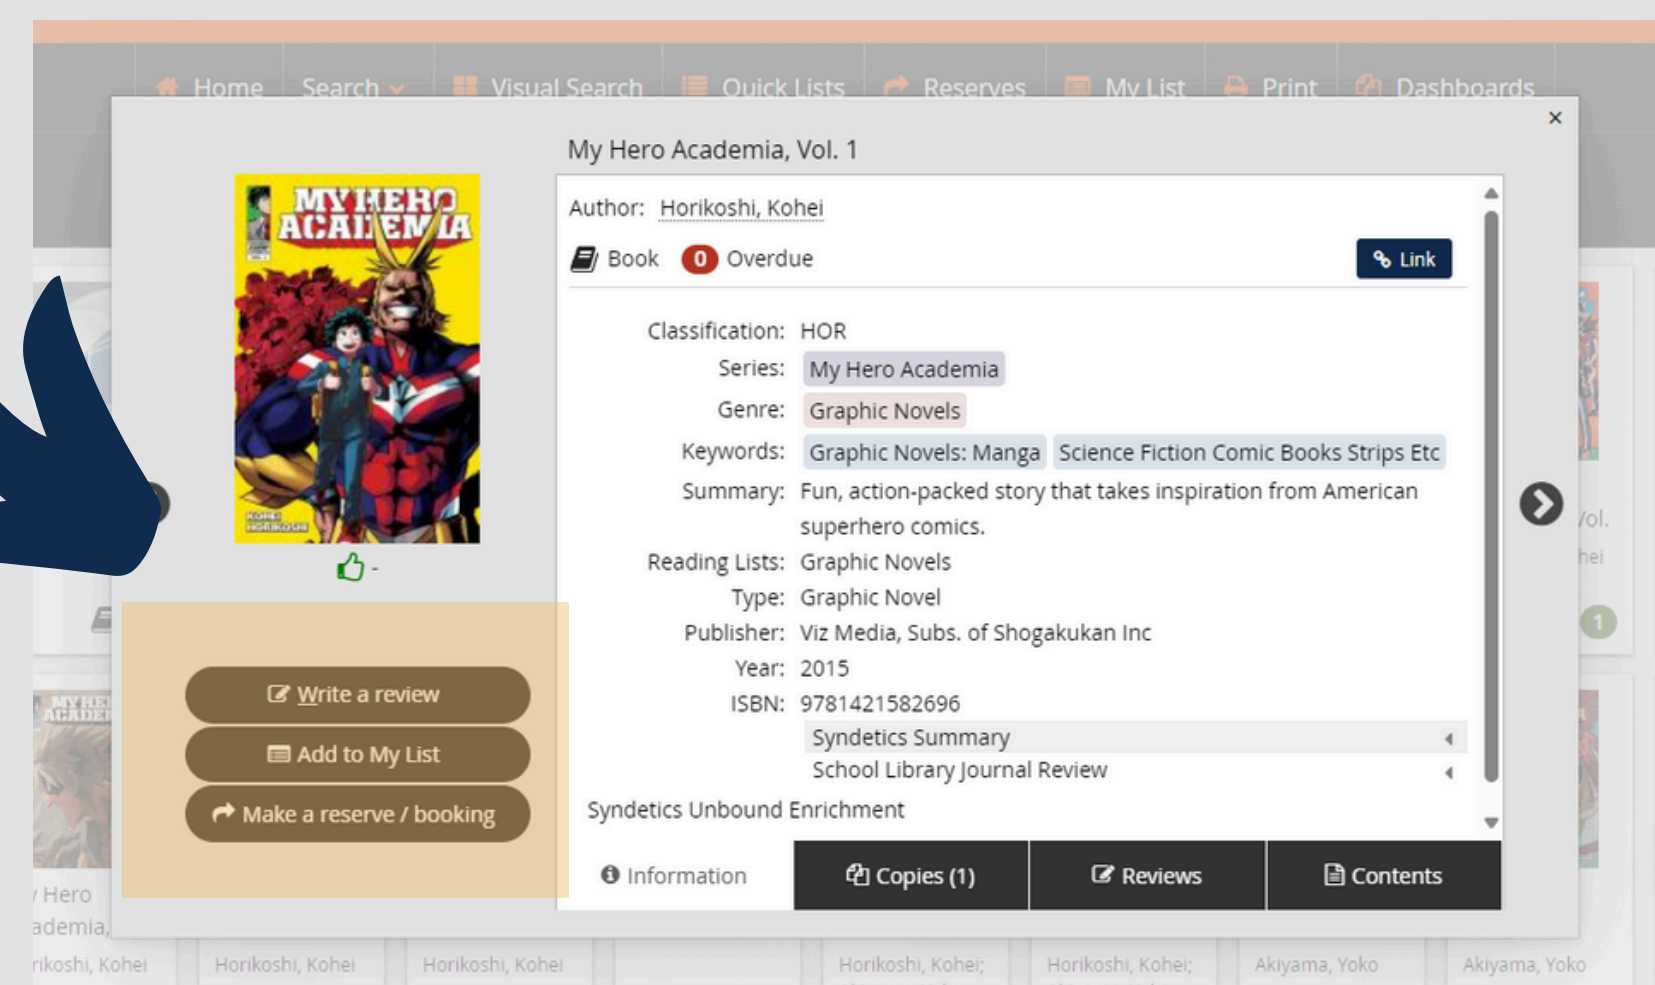 Home Search Visual Search Quick Lists Reserves My List Print Dashboards
×
My Hero Academia, Vol. 1
MY HERO
ACADEMIA
KOHEI
HORIKOSHI
-
Author: Horikoshi, Kohei
Book 0 Overdue Link
Classification: HOR
Series: My Hero Academia
Genre: Graphic Novels
Keywords: Graphic Novels: Manga Science Fiction Comic Books Strips Etc
Summary: Fun, action-packed story that takes inspiration from American
superhero comics.
Reading Lists: Graphic Novels
Type: Graphic Novel
Publisher: Viz Media, Subs. of Shogakukan Inc
Year: 2015
ISBN: 9781421582696
Syndetics Summary
School Library Journal Review
Syndetics Unbound Enrichment
Information Copies (1) Reviews Contents
Write a review
Add to My List
Make a reserve / booking
Vol.
hei
1
MY HE
ACADE
y Hero
ademia,
rikoshi, Kohei Horikoshi, Kohei Horikoshi, Kohei Horikoshi, Kohei; Horikoshi, Kohei; Akiyama, Yoko Akiyama, Yoko